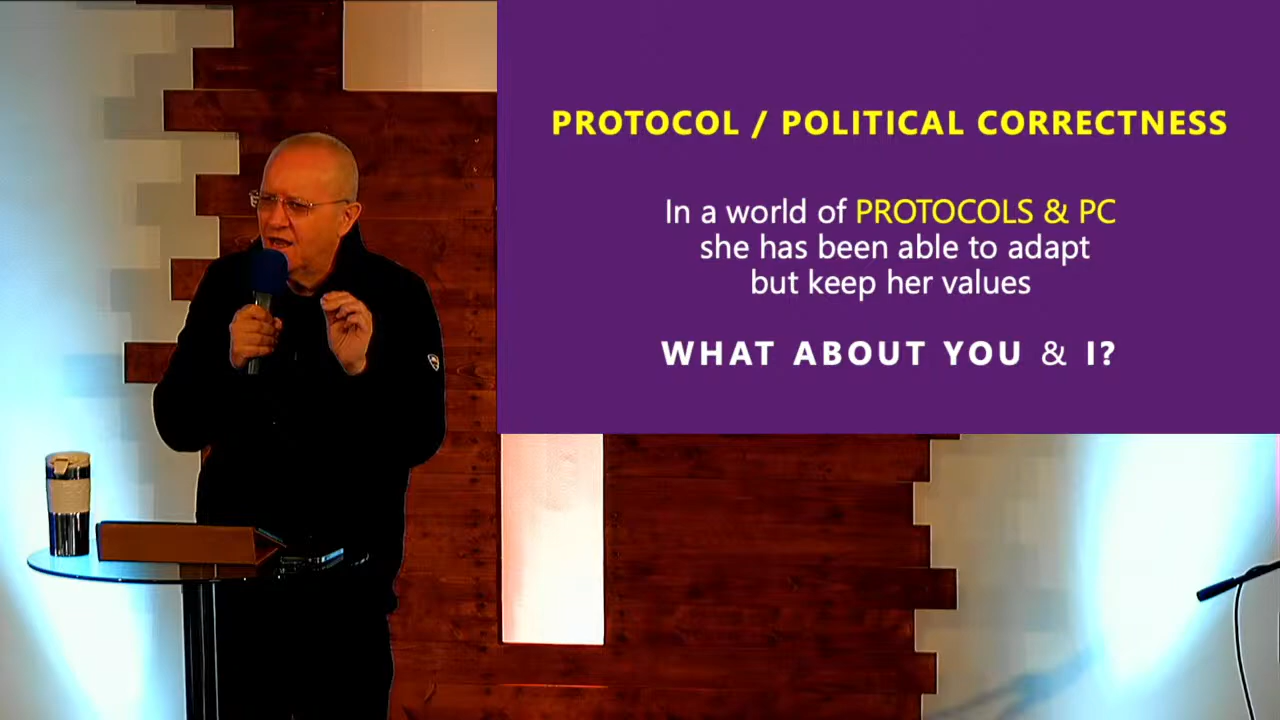 PROTOCOL / POLITICAL CORRECTNESS
In a world of PROTOCOLS & PC
she has been able to adapt
but keep her values
WHAT ABOUT YOU & I?